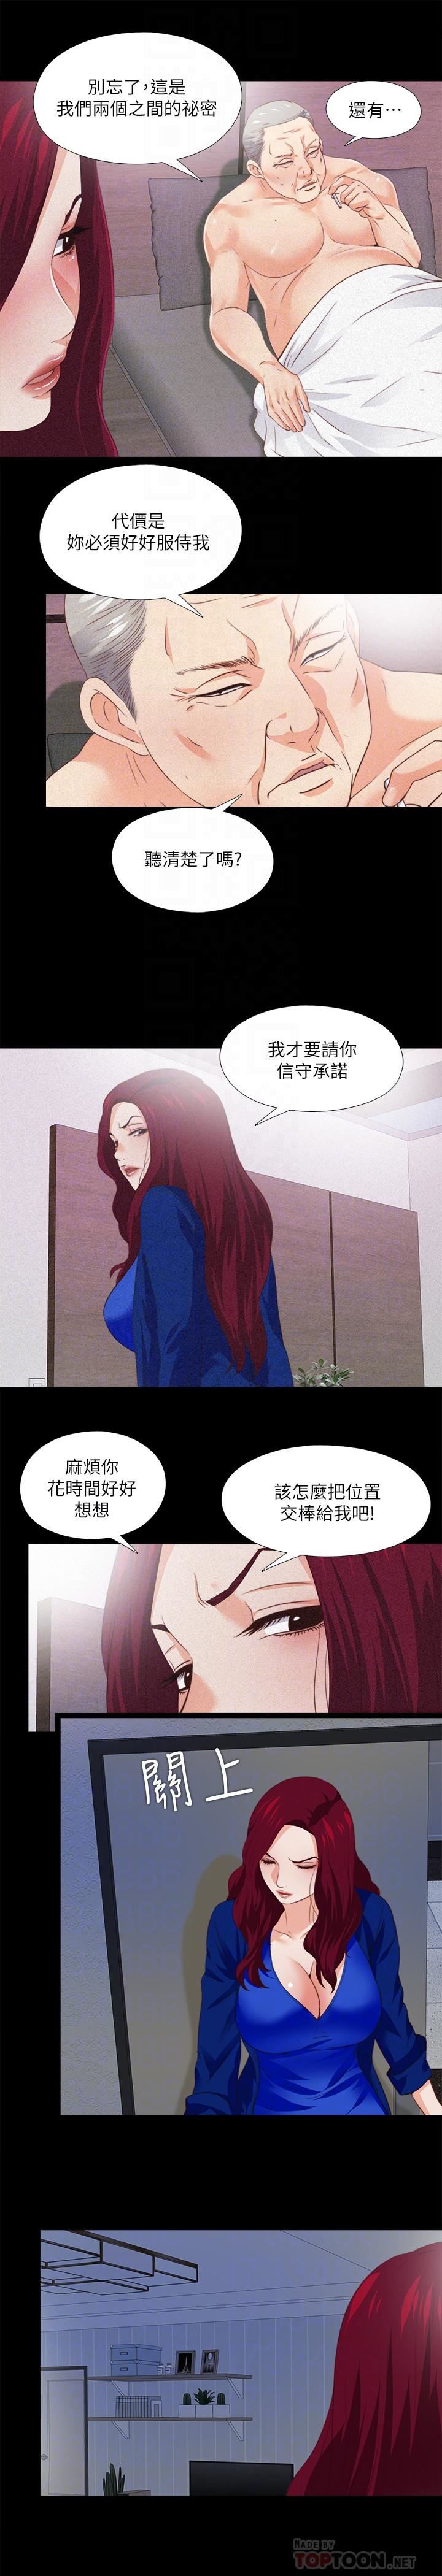 別忘了，這是
我們兩個之間的祕密
還有…
代價是
妳必須好好服侍我
聽清楚了嗎?
我才要請你
信守承諾
麻煩你
花時間好好
想想
該怎麼把位置
交棒給我吧!
關上
MADE BY
TOPTOON.NET